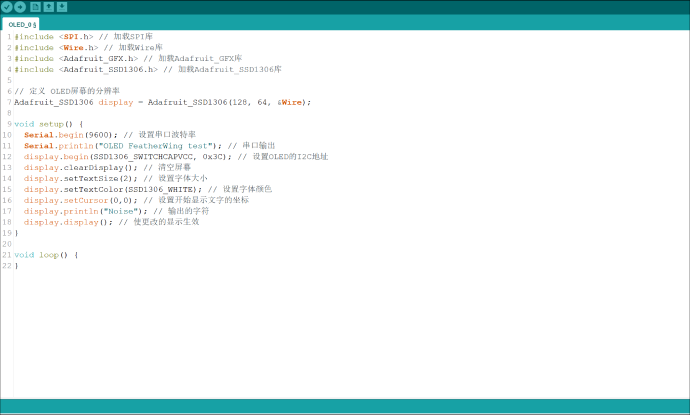 OLED_0 §
1 #include <SPI.h> // 加载SPI库
2 #include <Wire.h> // 加载Wire库
3 #include <Adafruit_GFX.h> // 加载Adafruit_GFX库
4 #include <Adafruit_SSD1306.h> // 加载Adafruit_SSD1306库
5
6 // 定义 OLED屏幕的分辨率
7 Adafruit_SSD1306 display = Adafruit_SSD1306(128, 64, &Wire);
8
9 void setup() {
10 Serial.begin(9600); // 设置串口波特率
11 Serial.println("OLED FeatherWing test"); // 串口输出
12 display.begin(SSD1306_SWITCHCAPVCC, 0x3C); // 设置OLED的I2C地址
13 display.clearDisplay(); // 清空屏幕
14 display.setTextSize(2); // 设置字体大小
15 display.setTextColor(SSD1306_WHITE); // 设置字体颜色
16 display.setCursor(0,0); // 设置开始显示文字的坐标
17 display.println("Noise"); // 输出的字符
18 display.display(); // 使更改的显示生效
19 }
20
21 void loop() {
22 }